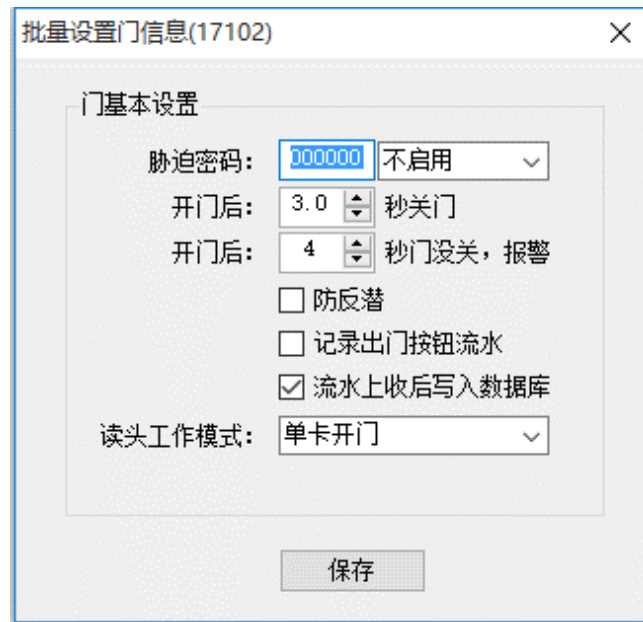 批量设置门信息(17102)
门基本设置
胁迫密码： 000000 不启用
开门后： 3.0 秒关门
开门后： 4 秒门没关，报警
防反潜
记录出门按钮流水
流水上收后写入数据库
读头工作模式： 单卡开门
保存